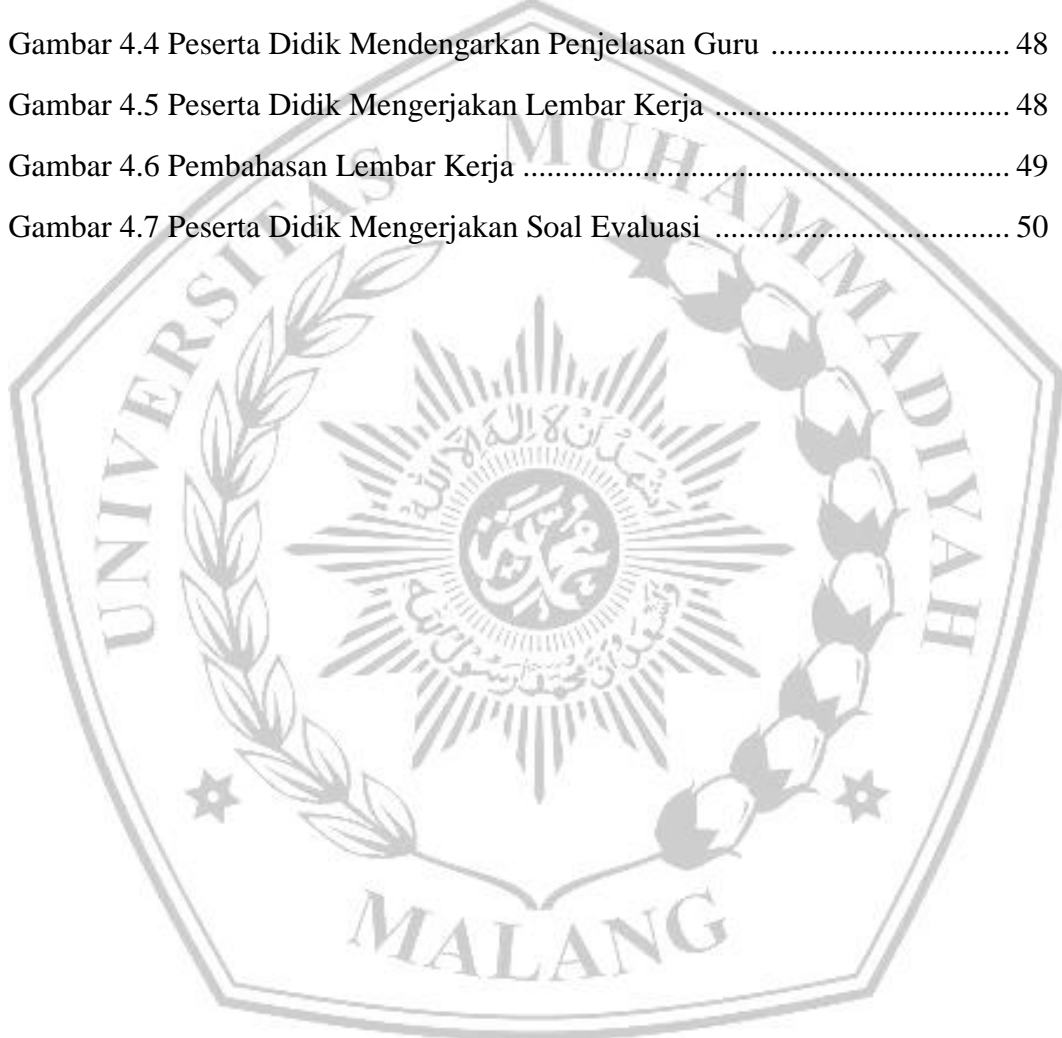 Gambar 4.4 Peserta Didik Mendengarkan Penjelasan Guru .............................. 48
Gambar 4.5 Peserta Didik Mengerjakan Lembar Kerja ..................................... 48
Gambar 4.6 Pembahasan Lembar Kerja ............................................................. 49
Gambar 4.7 Peserta Didik Mengerjakan Soal Evaluasi ..................................... 50
UNIVERSITAS MUHAMMADIYAH
MALANG